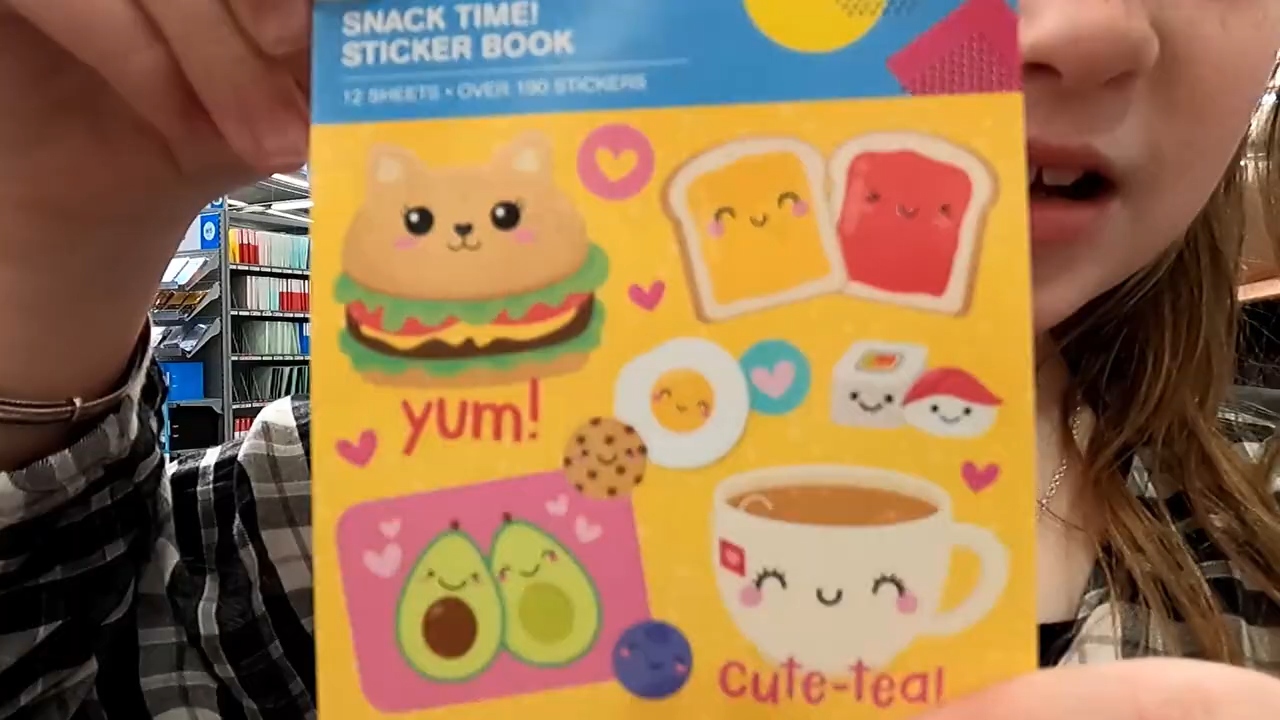 SNACK TIME!
STICKER BOOK
12 SHEETS • OVER 190 STICKERS
yum!
cute-tea!